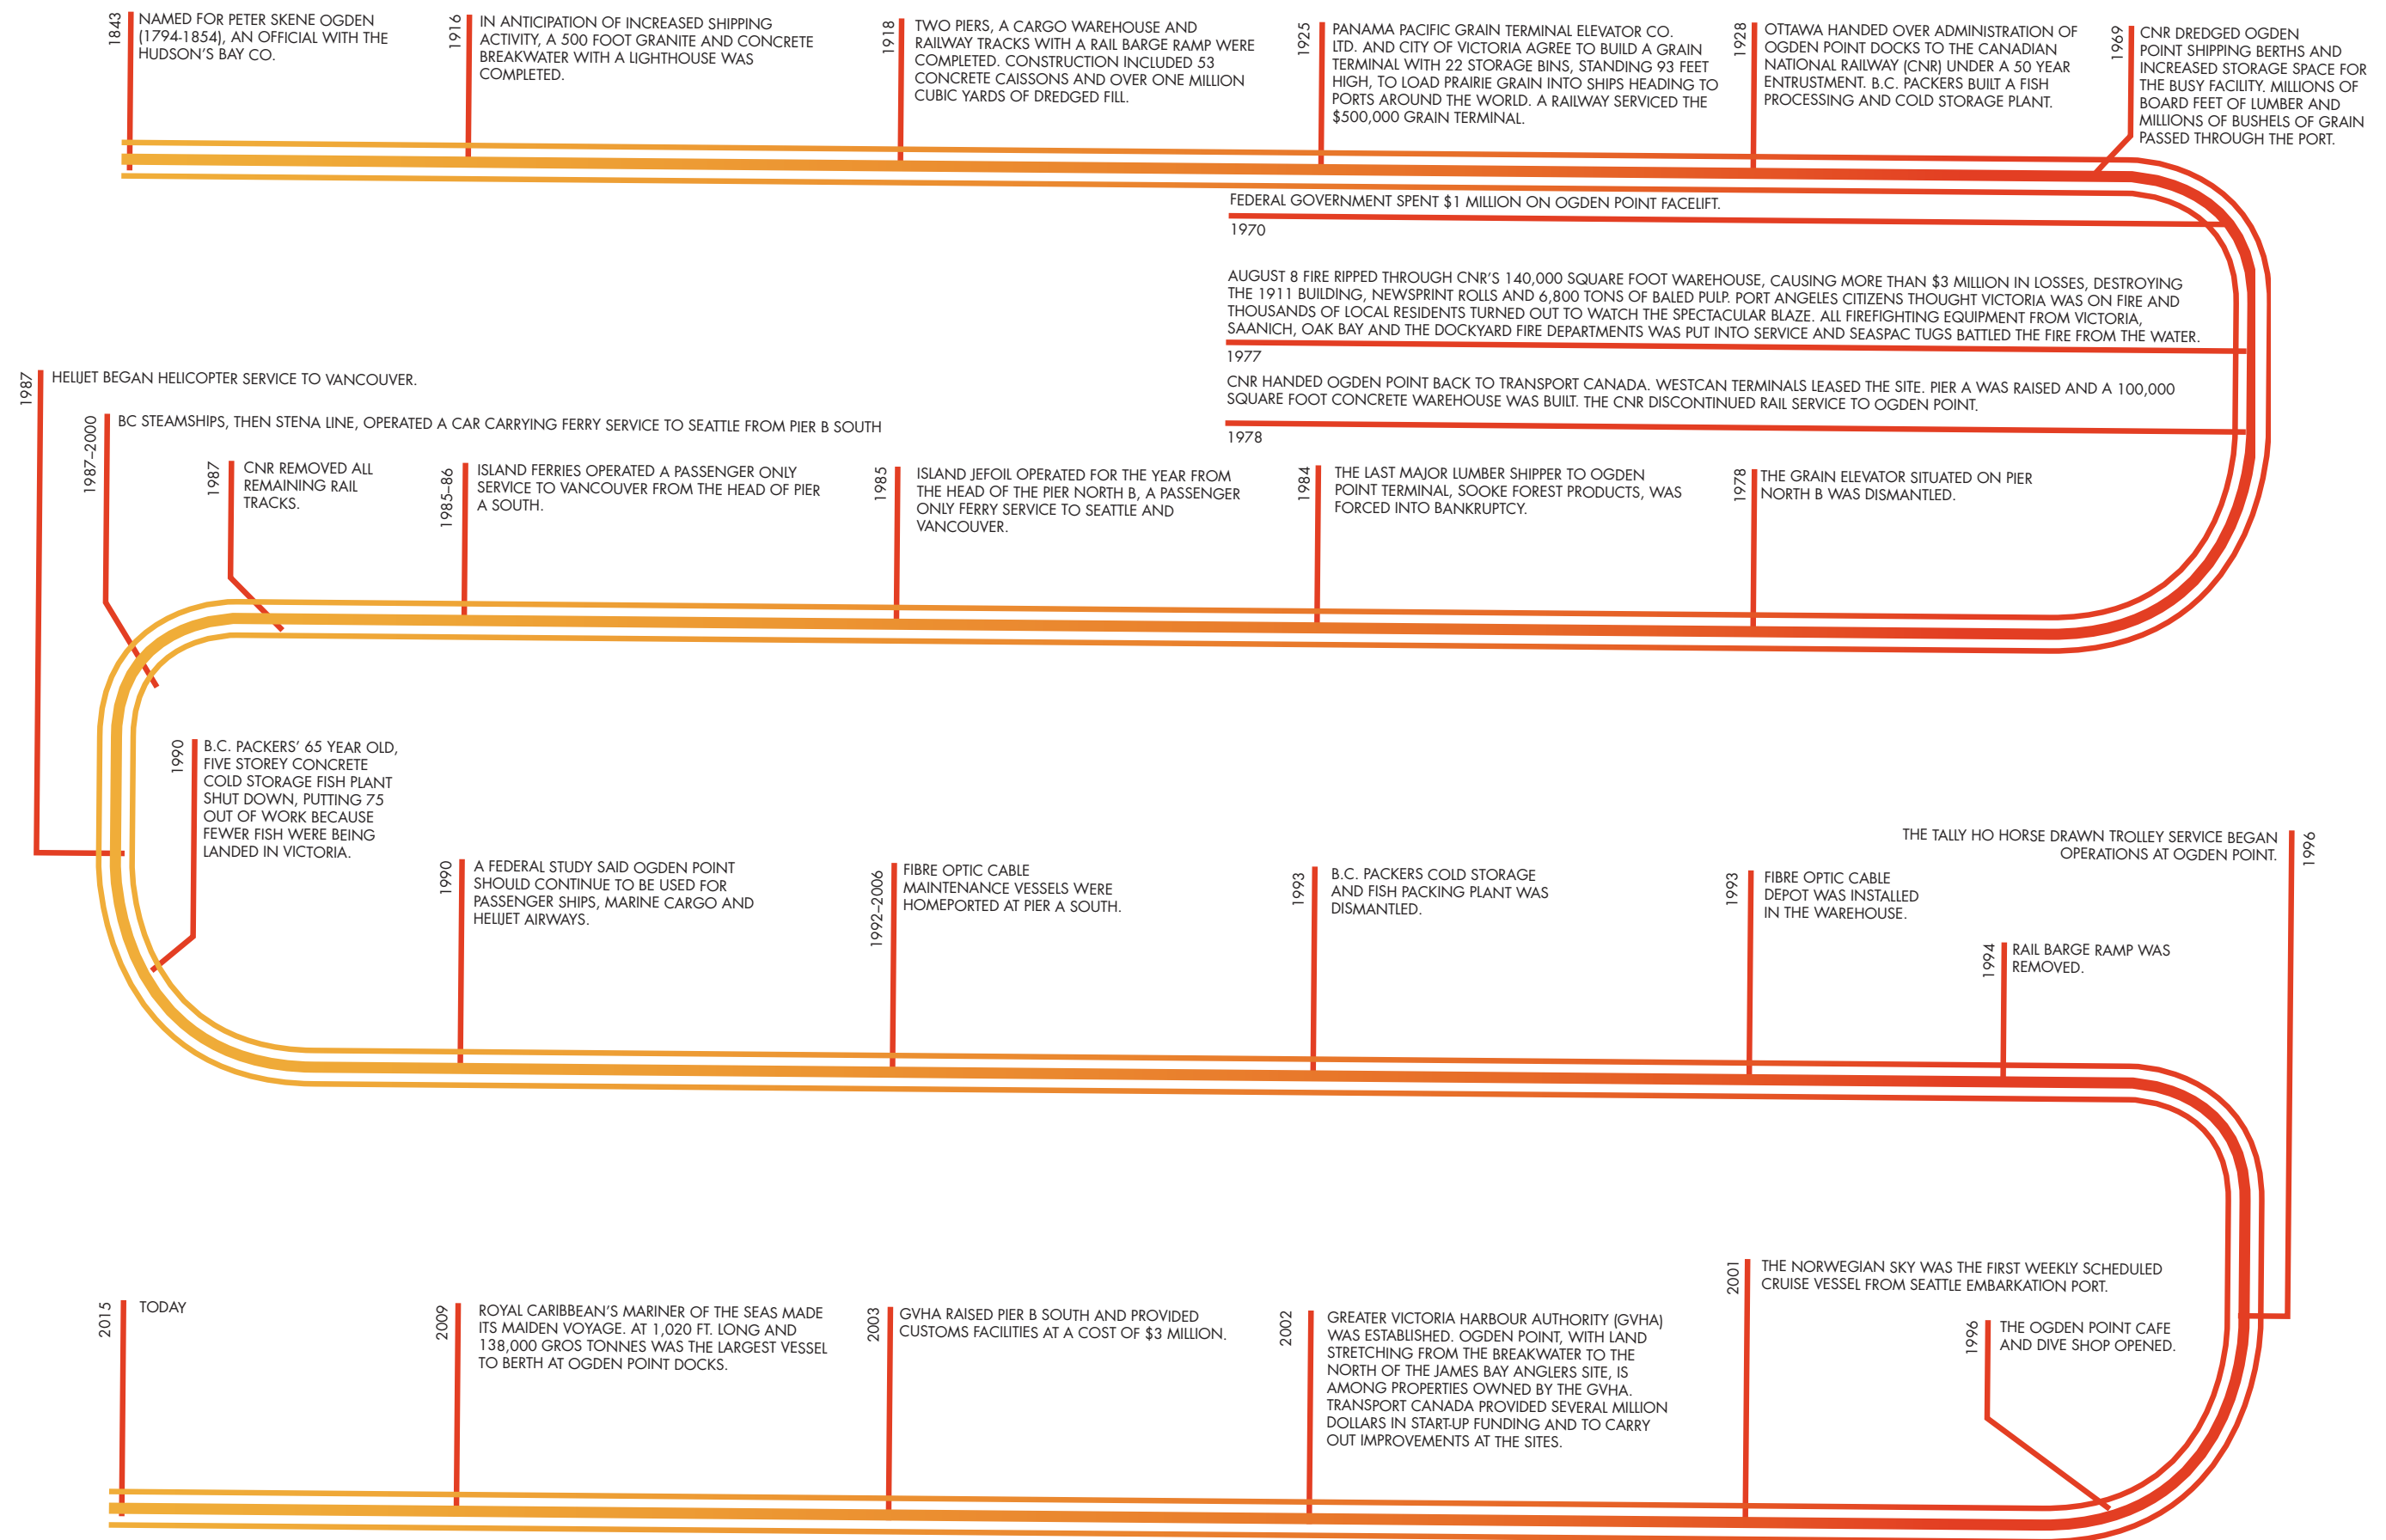 1843
NAMED FOR PETER SKENE OGDEN
(1794-1854), AN OFFICIAL WITH THE
HUDSON'S BAY CO.
1916
IN ANTICIPATION OF INCREASED SHIPPING
ACTIVITY, A 500 FOOT GRANITE AND CONCRETE
BREAKWATER WITH A LIGHTHOUSE WAS
COMPLETED.
1918
TWO PIERS, A CARGO WAREHOUSE AND
RAILWAY TRACKS WITH A RAIL BARGE RAMP WERE
COMPLETED. CONSTRUCTION INCLUDED 53
CONCRETE CAISSONS AND OVER ONE MILLION
CUBIC YARDS OF DREDGED FILL.
1925
PANAMA PACIFIC GRAIN TERMINAL ELEVATOR CO.
LTD. AND CITY OF VICTORIA AGREE TO BUILD A GRAIN
TERMINAL WITH 22 STORAGE BINS, STANDING 93 FEET
HIGH, TO LOAD PRAIRIE GRAIN INTO SHIPS HEADING TO
PORTS AROUND THE WORLD. A RAILWAY SERVICED THE
$500,000 GRAIN TERMINAL.
1928
OTTAWA HANDED OVER ADMINISTRATION OF
OGDEN POINT DOCKS TO THE CANADIAN
NATIONAL RAILWAY (CNR) UNDER A 50 YEAR
ENTRUSTMENT. B.C. PACKERS BUILT A FISH
PROCESSING AND COLD STORAGE PLANT.
1969
CNR DREDGED OGDEN
POINT SHIPPING BERTHS AND
INCREASED STORAGE SPACE FOR
THE BUSY FACILITY. MILLIONS OF
BOARD FEET OF LUMBER AND
MILLIONS OF BUSHELS OF GRAIN
PASSED THROUGH THE PORT.
FEDERAL GOVERNMENT SPENT $1 MILLION ON OGDEN POINT FACELIFT.
1970
AUGUST 8 FIRE RIPPED THROUGH CNR'S 140,000 SQUARE FOOT WAREHOUSE, CAUSING MORE THAN $3 MILLION IN LOSSES, DESTROYING
THE 1911 BUILDING, NEWSPRINT ROLLS AND 6,800 TONS OF BALED PULP. PORT ANGELES CITIZENS THOUGHT VICTORIA WAS ON FIRE AND
THOUSANDS OF LOCAL RESIDENTS TURNED OUT TO WATCH THE SPECTACULAR BLAZE. ALL FIREFIGHTING EQUIPMENT FROM VICTORIA,
SAANICH, OAK BAY AND THE DOCKYARD FIRE DEPARTMENTS WAS PUT INTO SERVICE AND SEASPAC TUGS BATTLED THE FIRE FROM THE WATER.
1977
CNR HANDED OGDEN POINT BACK TO TRANSPORT CANADA. WESTCAN TERMINALS LEASED THE SITE. PIER A WAS RAISED AND A 100,000
SQUARE FOOT CONCRETE WAREHOUSE WAS BUILT. THE CNR DISCONTINUED RAIL SERVICE TO OGDEN POINT.
1978
1978
THE GRAIN ELEVATOR SITUATED ON PIER
NORTH B WAS DISMANTLED.
1984
THE LAST MAJOR LUMBER SHIPPER TO OGDEN
POINT TERMINAL, SOOKE FOREST PRODUCTS, WAS
FORCED INTO BANKRUPTCY.
1985
ISLAND JEFOIL OPERATED FOR THE YEAR FROM
THE HEAD OF THE PIER NORTH B, A PASSENGER
ONLY FERRY SERVICE TO SEATTLE AND
VANCOUVER.
1985–86
ISLAND FERRIES OPERATED A PASSENGER ONLY
SERVICE TO VANCOUVER FROM THE HEAD OF PIER
A SOUTH.
1987
CNR REMOVED ALL
REMAINING RAIL
TRACKS.
1987–2000
BC STEAMSHIPS, THEN STENA LINE, OPERATED A CAR CARRYING FERRY SERVICE TO SEATTLE FROM PIER B SOUTH
1987
HELIJET BEGAN HELICOPTER SERVICE TO VANCOUVER.
1990
B.C. PACKERS' 65 YEAR OLD,
FIVE STOREY CONCRETE
COLD STORAGE FISH PLANT
SHUT DOWN, PUTTING 75
OUT OF WORK BECAUSE
FEWER FISH WERE BEING
LANDED IN VICTORIA.
1990
A FEDERAL STUDY SAID OGDEN POINT
SHOULD CONTINUE TO BE USED FOR
PASSENGER SHIPS, MARINE CARGO AND
HELIJET AIRWAYS.
1992–2006
FIBRE OPTIC CABLE
MAINTENANCE VESSELS WERE
HOMEPORTED AT PIER A SOUTH.
1993
B.C. PACKERS COLD STORAGE
AND FISH PACKING PLANT WAS
DISMANTLED.
1993
FIBRE OPTIC CABLE
DEPOT WAS INSTALLED
IN THE WAREHOUSE.
1994
RAIL BARGE RAMP WAS
REMOVED.
THE TALLY HO HORSE DRAWN TROLLEY SERVICE BEGAN
OPERATIONS AT OGDEN POINT.
1996
1996
THE OGDEN POINT CAFE
AND DIVE SHOP OPENED.
2001
THE NORWEGIAN SKY WAS THE FIRST WEEKLY SCHEDULED
CRUISE VESSEL FROM SEATTLE EMBARKATION PORT.
2002
GREATER VICTORIA HARBOUR AUTHORITY (GVHA)
WAS ESTABLISHED. OGDEN POINT, WITH LAND
STRETCHING FROM THE BREAKWATER TO THE
NORTH OF THE JAMES BAY ANGLERS SITE, IS
AMONG PROPERTIES OWNED BY THE GVHA.
TRANSPORT CANADA PROVIDED SEVERAL MILLION
DOLLARS IN START-UP FUNDING AND TO CARRY
OUT IMPROVEMENTS AT THE SITES.
2003
GVHA RAISED PIER B SOUTH AND PROVIDED
CUSTOMS FACILITIES AT A COST OF $3 MILLION.
2009
ROYAL CARIBBEAN'S MARINER OF THE SEAS MADE
ITS MAIDEN VOYAGE. AT 1,020 FT. LONG AND
138,000 GROS TONNES WAS THE LARGEST VESSEL
TO BERTH AT OGDEN POINT DOCKS.
2015
TODAY